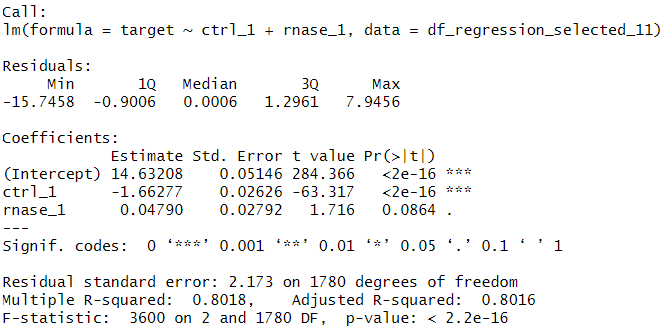 Call:
lm(formula = target ~ ctrl_1 + rnase_1, data = df_regression_selected_11)
Residuals:
Min 1Q Median 3Q Max
-15.7458 -0.9006 0.0006 1.2961 7.9456
Coefficients:
Estimate Std. Error t value Pr(>|t|)
(Intercept) 14.63208 0.05146 284.366 <2e-16 ***
ctrl_1 -1.66277 0.02626 -63.317 <2e-16 ***
rnase_1 0.04790 0.02792 1.716 0.0864 .
---
Signif. codes: 0 ‘***’ 0.001 ‘**’ 0.01 ‘*’ 0.05 ‘.’ 0.1 ‘ ’ 1
Residual standard error: 2.173 on 1780 degrees of freedom
Multiple R-squared: 0.8018, Adjusted R-squared: 0.8016
F-statistic: 3600 on 2 and 1780 DF, p-value: < 2.2e-16